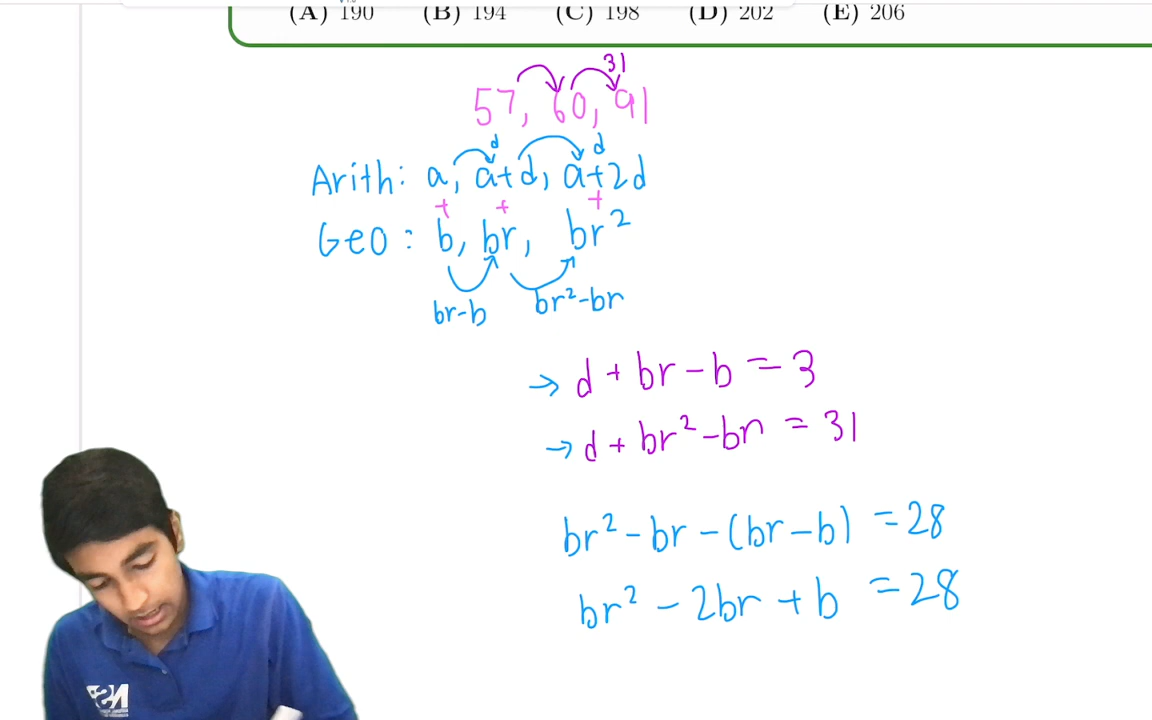 (A) 190 (B) 194 (C) 198 (D) 202 (E) 206
31
57, 60, 91
d d
Arith: a, a+d, a+2d
+ + +
Geo: b, br, br²
br-b br²-br
→ d + br - b = 3
→ d + br² - br = 31
br² - br - (br - b) = 28
br² - 2br + b = 28